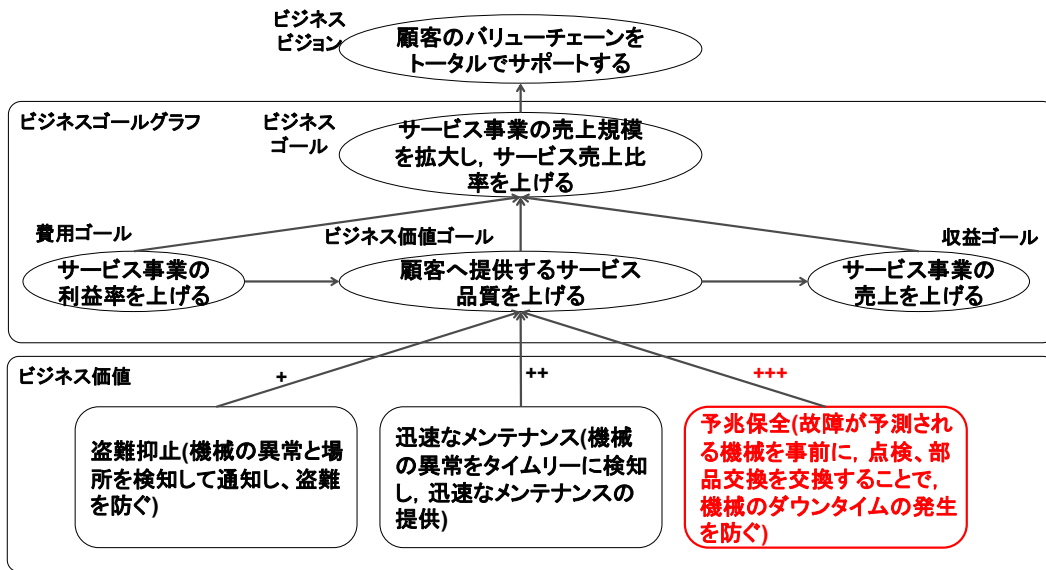 ビジネス
ビジョン
顧客のバリューチェーンを
トータルでサポートする
ビジネスゴールグラフ
ビジネス
ゴール
サービス事業の売上規模
を拡大し，サービス売上比
率を上げる
費用ゴール
ビジネス価値ゴール
収益ゴール
サービス事業の
利益率を上げる
顧客へ提供するサービス
品質を上げる
サービス事業の
売上を上げる
ビジネス価値
+
++
+++
盗難抑止(機械の異常と場
所を検知して通知し、盗難
を防ぐ)
迅速なメンテナンス(機械
の異常をタイムリーに検知
し，迅速なメンテナンスの
提供)
予兆保全(故障が予測され
る機械を事前に，点検、部
品交換を交換することで，
機械のダウンタイムの発生
を防ぐ)